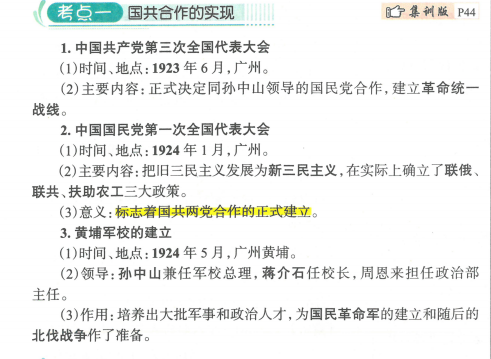 考点一 国共合作的实现 集训版 P44
1. 中国共产党第三次全国代表大会
(1)时间、地点:1923年6月,广州。
(2)主要内容:正式决定同孙中山领导的国民党合作,建立革命统一
战线。
2. 中国国民党第一次全国代表大会
(1)时间、地点:1924年1月,广州。
(2)主要内容:把旧三民主义发展为新三民主义,在实际上确立了联俄、
联共、扶助农工三大政策。
(3)意义:标志着国共两党合作的正式建立。
3. 黄埔军校的建立
(1)时间、地点:1924年5月,广州黄埔。
(2)领导:孙中山兼任军校总理,蒋介石任校长,周恩来担任政治部
主任。
(3)作用:培养出大批军事和政治人才,为国民革命军的建立和随后的
北伐战争作了准备。